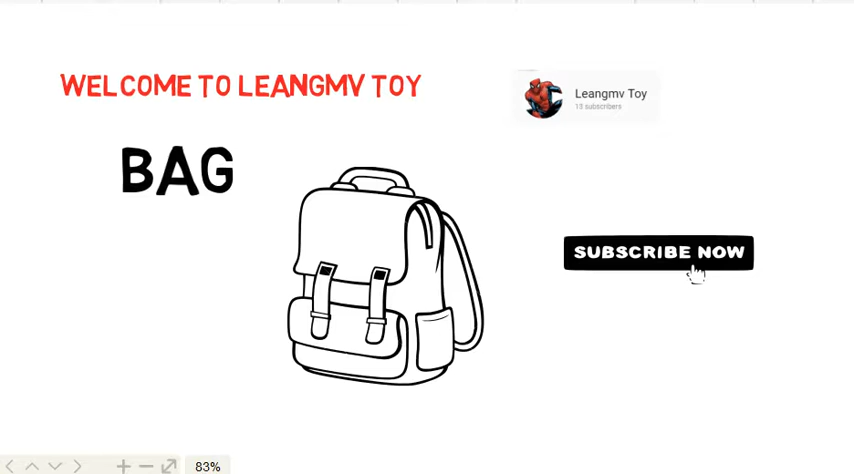 WELCOME TO LEANGMV TOY
Leangmv Toy
13 subscribers
BAG
SUBSCRIBE NOW
83%